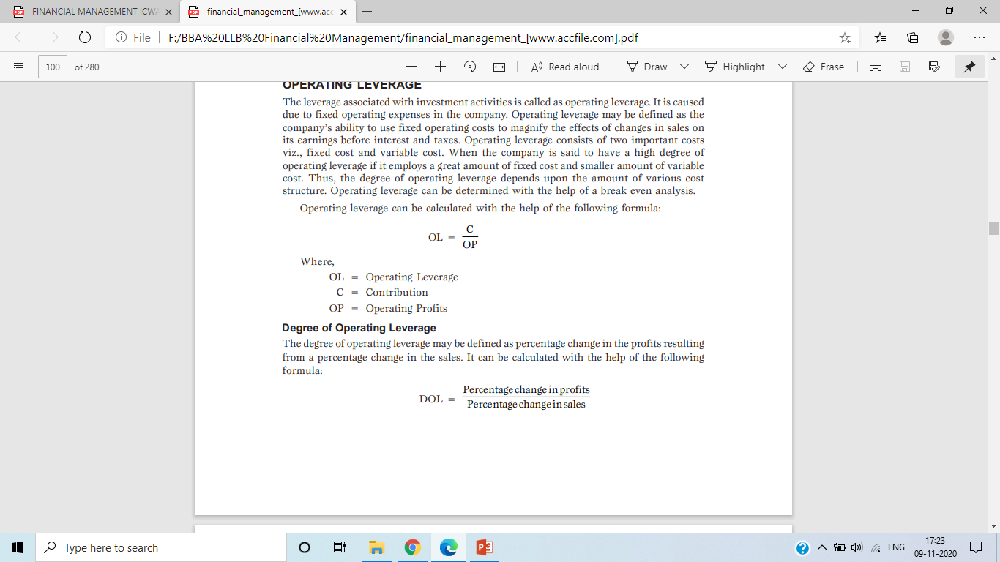 FINANCIAL MANAGEMENT ICWA
financial_management_[www.acc
File
F:/BBA%20LLB%20Financial%20Management/financial_management_[www.accfile.com].pdf
100 of 280
Read aloud
Draw
Highlight
Erase
OPERATING LEVERAGE
The leverage associated with investment activities is called as operating leverage. It is caused
due to fixed operating expenses in the company. Operating leverage may be defined as the
company's ability to use fixed operating costs to magnify the effects of changes in sales on
its earnings before interest and taxes. Operating leverage consists of two important costs
viz., fixed cost and variable cost. When the company is said to have a high degree of
operating leverage if it employs a great amount of fixed cost and smaller amount of variable
cost. Thus, the degree of operating leverage depends upon the amount of various cost
structure. Operating leverage can be determined with the help of a break even analysis.
Operating leverage can be calculated with the help of the following formula:
C
OL =
OP
Where,
OL = Operating Leverage
C = Contribution
OP = Operating Profits
Degree of Operating Leverage
The degree of operating leverage may be defined as percentage change in the profits resulting
from a percentage change in the sales. It can be calculated with the help of the following
formula:
Percentage change in profits
DOL =
Percentage change in sales
Type here to search
ENG
17:23
09-11-2020